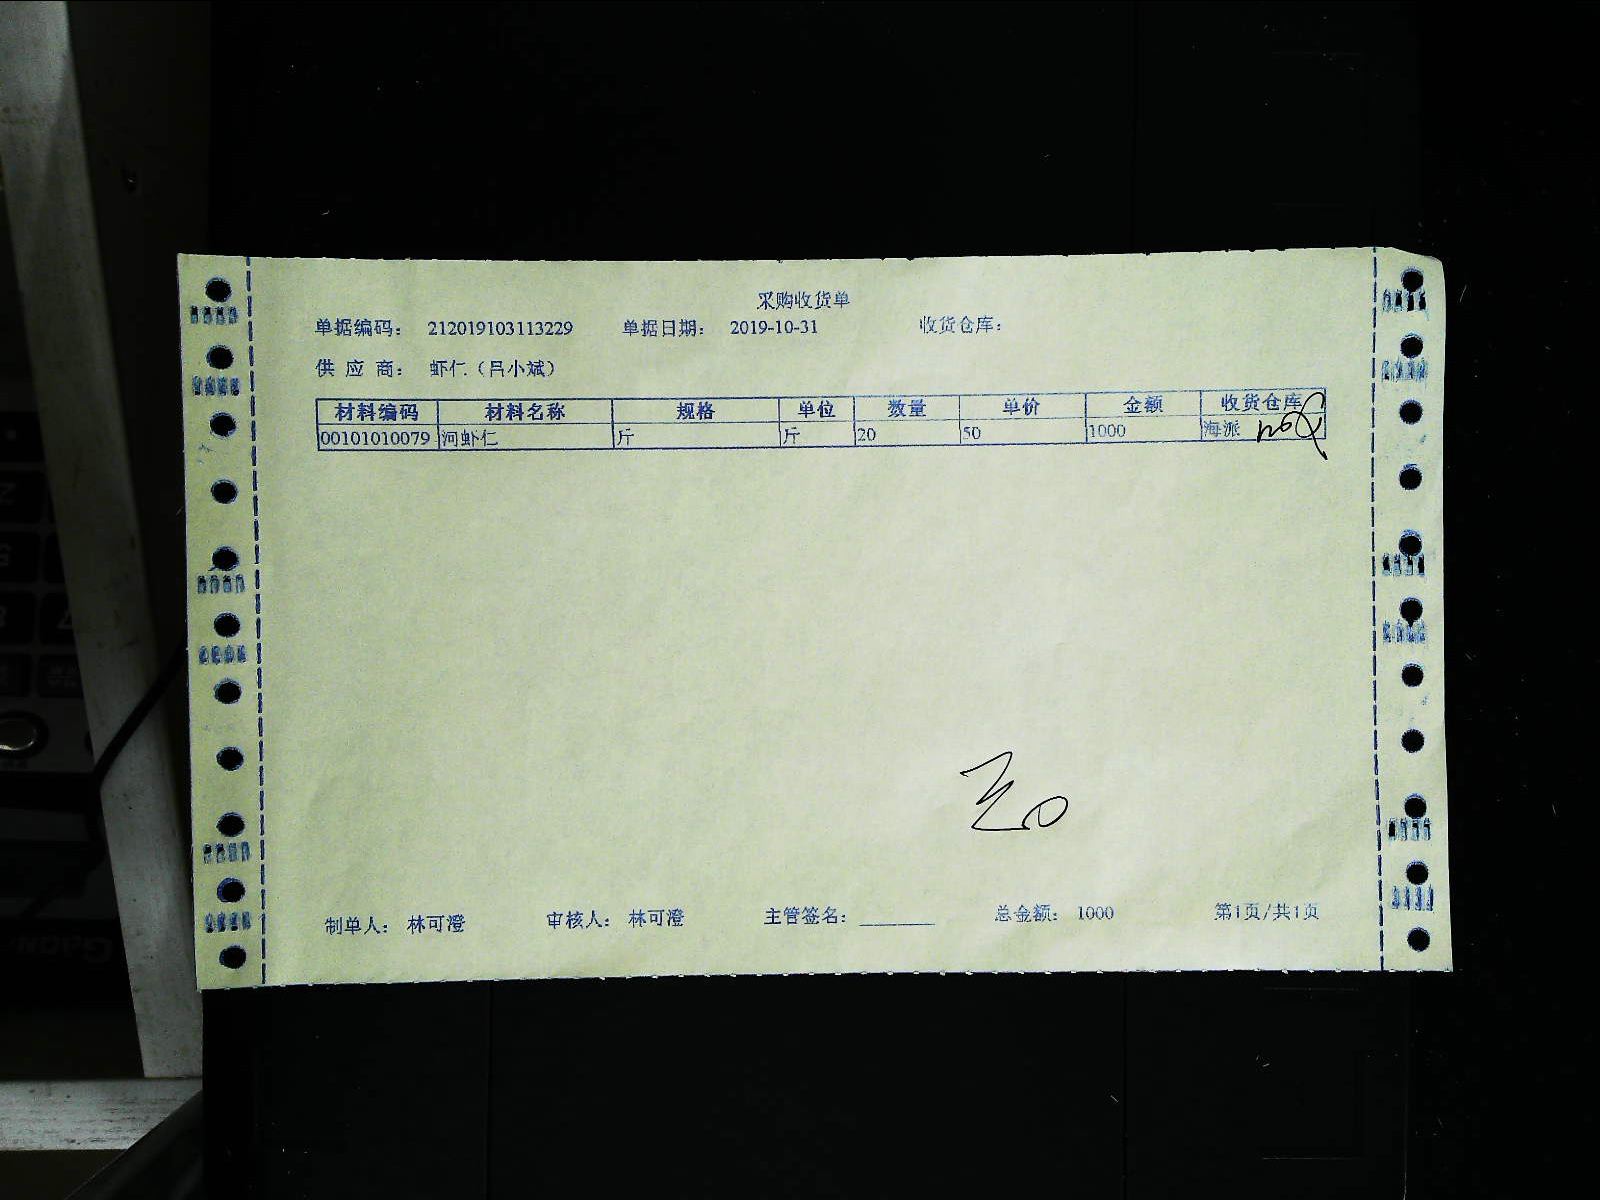 采购收货单
单据编码： 212019103113229 单据日期： 2019-10-31 收货仓库：
供 应 商： 虾仁（吕小斌）
材料编码 材料名称 规格 单位 数量 单价 金额 收货仓库
00101010079 河虾仁 斤 斤 20 50 1000 海派
制单人： 林可澄 审核人： 林可澄 主管签名： 总金额： 1000 第1页/共1页